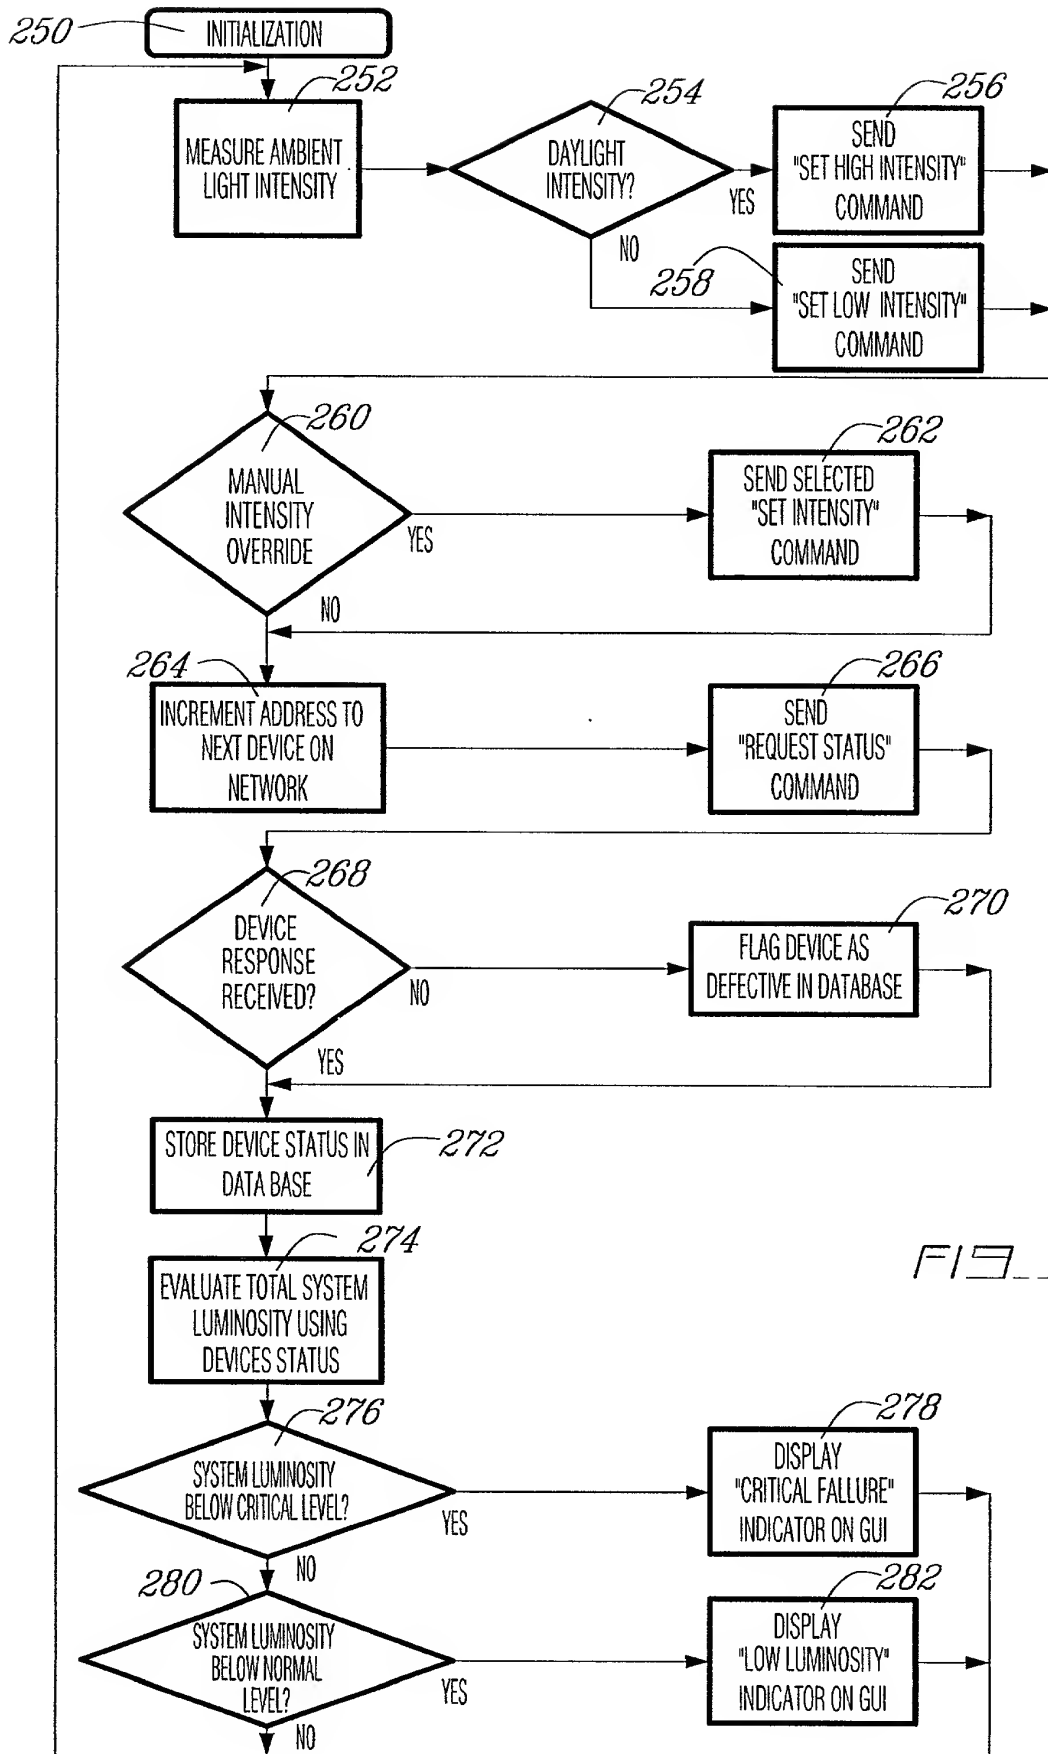 250
INITIALIZATION
252
MEASURE AMBIENT
LIGHT INTENSITY
254
DAYLIGHT
INTENSITY?
YES
NO
256
SEND
"SET HIGH INTENSITY"
COMMAND
258
SEND
"SET LOW INTENSITY"
COMMAND
260
MANUAL
INTENSITY
OVERRIDE
YES
NO
262
SEND SELECTED
"SET INTENSITY"
COMMAND
264
INCREMENT ADDRESS TO
NEXT DEVICE ON
NETWORK
266
SEND
"REQUEST STATUS"
COMMAND
268
DEVICE
RESPONSE
RECEIVED?
NO
YES
270
FLAG DEVICE AS
DEFECTIVE IN DATABASE
STORE DEVICE STATUS IN
DATA BASE
272
274
EVALUATE TOTAL SYSTEM
LUMINOSITY USING
DEVICES STATUS
276
SYSTEM LUMINOSITY
BELOW CRITICAL LEVEL?
YES
NO
278
DISPLAY
"CRITICAL FALLURE"
INDICATOR ON GUI
280
SYSTEM LUMINOSITY
BELOW NORMAL
LEVEL?
YES
NO
282
DISPLAY
"LOW LUMINOSITY"
INDICATOR ON GUI
FIG